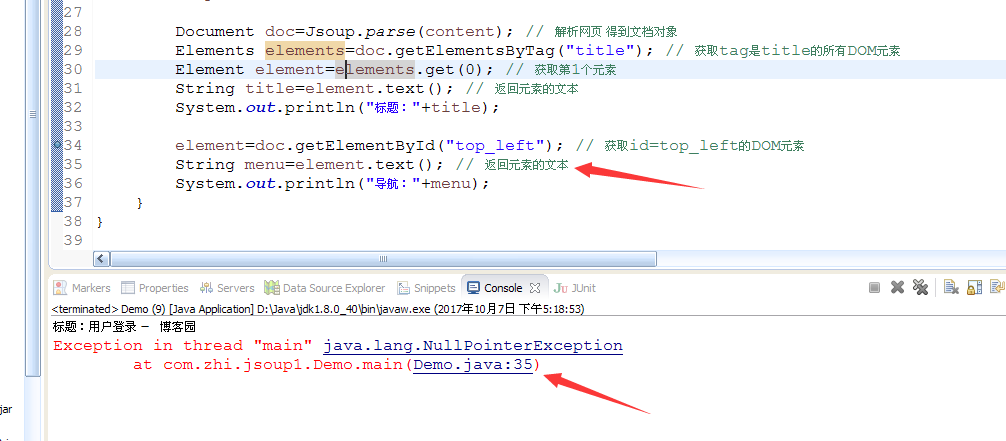 28 Document doc=Jsoup.parse(content); // 解析网页 得到文档对象
29 Elements elements=doc.getElementsByTag("title"); // 获取tag是title的所有DOM元素
30 Element element=elements.get(0); // 获取第1个元素
31 String title=element.text(); // 返回元素的文本
32 System.out.println("标题："+title);
33
34 element=doc.getElementById("top_left"); // 获取id=top_left的DOM元素
35 String menu=element.text(); // 返回元素的文本
36 System.out.println("导航："+menu);
37 }
38 }
39
Markers Properties Servers Data Source Explorer Snippets Console JUnit
<terminated> Demo (9) [Java Application] D:\Java\jdk1.8.0_40\bin\javaw.exe (2017年10月7日 下午5:18:53)
标题：用户登录 - 博客园
Exception in thread "main" java.lang.NullPointerException
at com.zhi.jsoup1.Demo.main(Demo.java:35)
jar